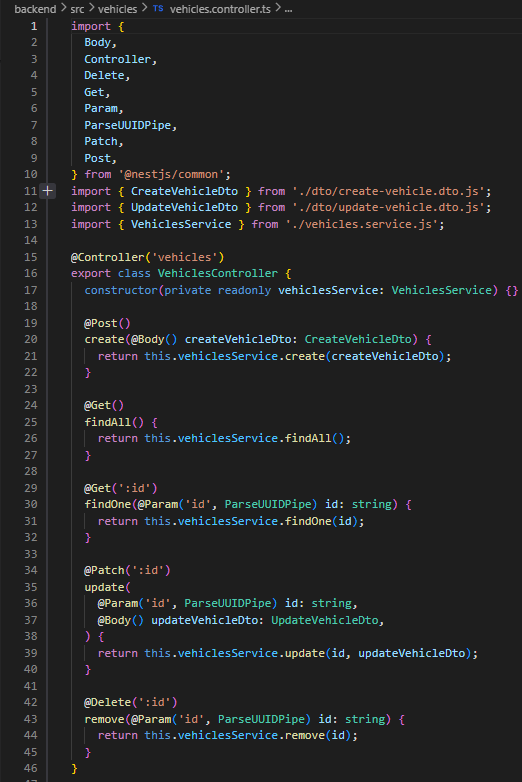 backend > src > vehicles > TS vehicles.controller.ts > ...
1 import {
2   Body,
3   Controller,
4   Delete,
5   Get,
6   Param,
7   ParseUUIDPipe,
8   Patch,
9   Post,
10 } from '@nestjs/common';
11 import { CreateVehicleDto } from './dto/create-vehicle.dto.js';
12 import { UpdateVehicleDto } from './dto/update-vehicle.dto.js';
13 import { VehiclesService } from './vehicles.service.js';
14
15 @Controller('vehicles')
16 export class VehiclesController {
17   constructor(private readonly vehiclesService: VehiclesService) {}
18
19   @Post()
20   create(@Body() createVehicleDto: CreateVehicleDto) {
21     return this.vehiclesService.create(createVehicleDto);
22   }
23
24   @Get()
25   findAll() {
26     return this.vehiclesService.findAll();
27   }
28
29   @Get(':id')
30   findOne(@Param('id', ParseUUIDPipe) id: string) {
31     return this.vehiclesService.findOne(id);
32   }
33
34   @Patch(':id')
35   update(
36     @Param('id', ParseUUIDPipe) id: string,
37     @Body() updateVehicleDto: UpdateVehicleDto,
38   ) {
39     return this.vehiclesService.update(id, updateVehicleDto);
40   }
41
42   @Delete(':id')
43   remove(@Param('id', ParseUUIDPipe) id: string) {
44     return this.vehiclesService.remove(id);
45   }
46 }